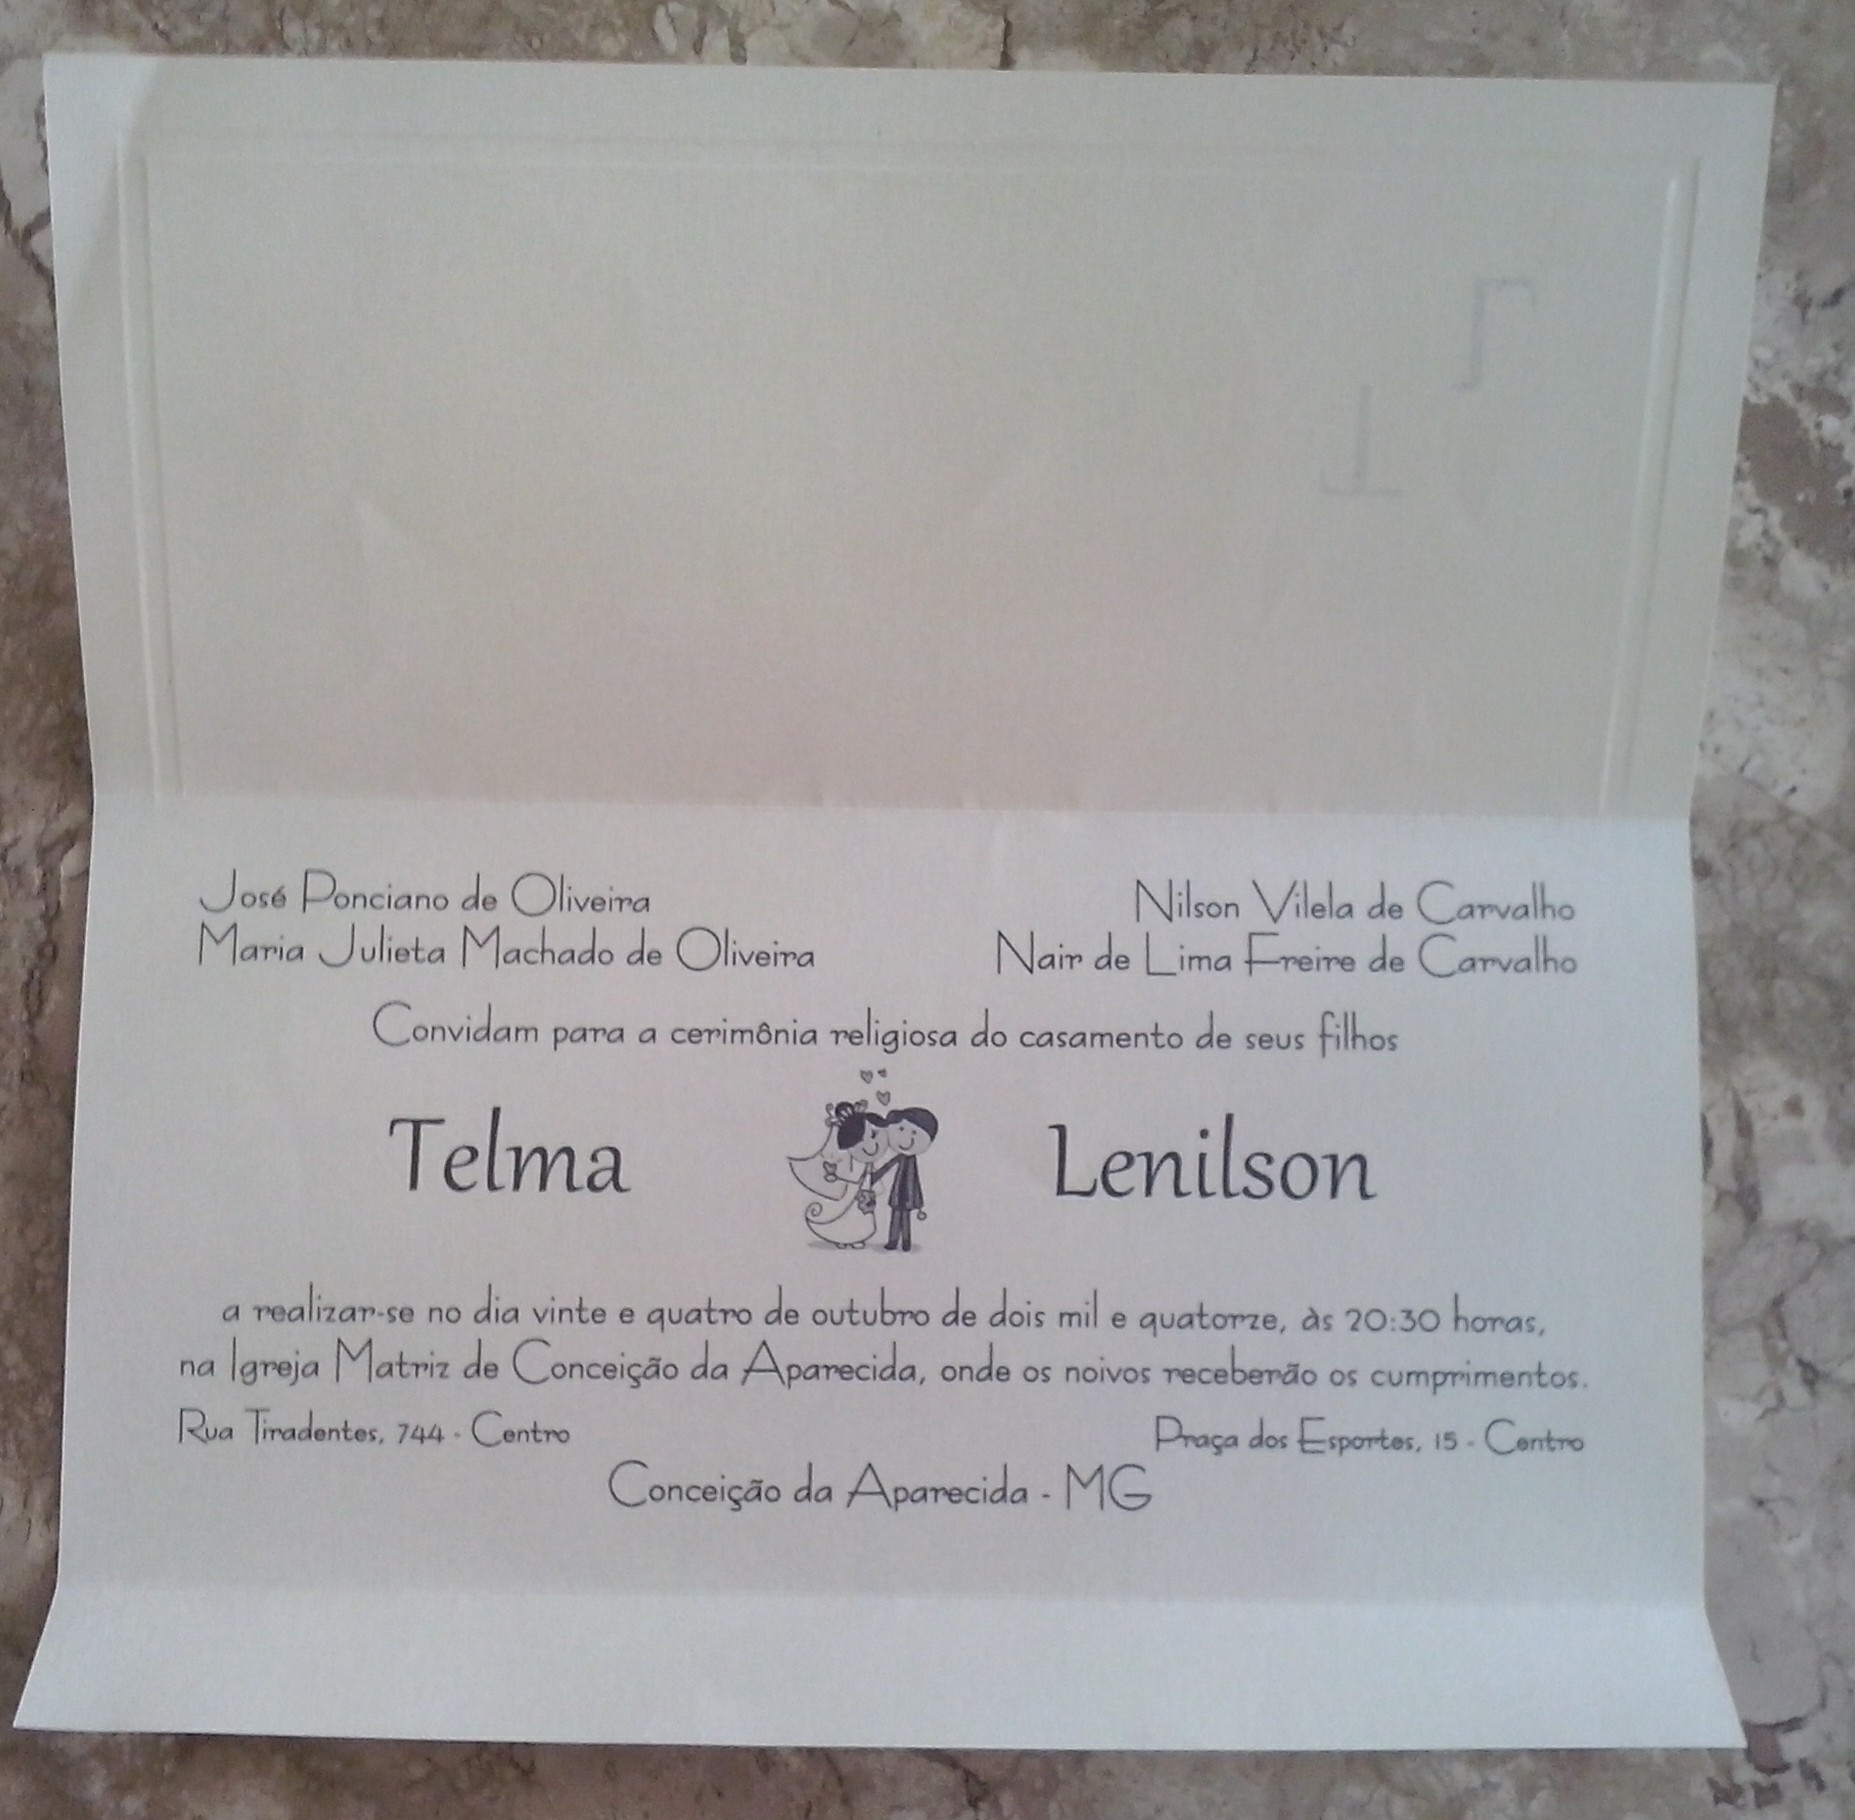 T
L
José Ponciano de Oliveira
Maria Julieta Machado de Oliveira
Nilson Vilela de Carvalho
Nair de Lima Freire de Carvalho
Convidam para a cerimônia religiosa do casamento de seus filhos
Telma
Lenilson
a realizar-se no dia vinte e quatro de outubro de dois mil e quatorze, às 20:30 horas,
na Igreja Matriz de Conceição da Aparecida, onde os noivos receberão os cumprimentos.
Rua Tiradentes, 744 - Centro
Praça dos Esportes, 15 - Centro
Conceição da Aparecida - MG